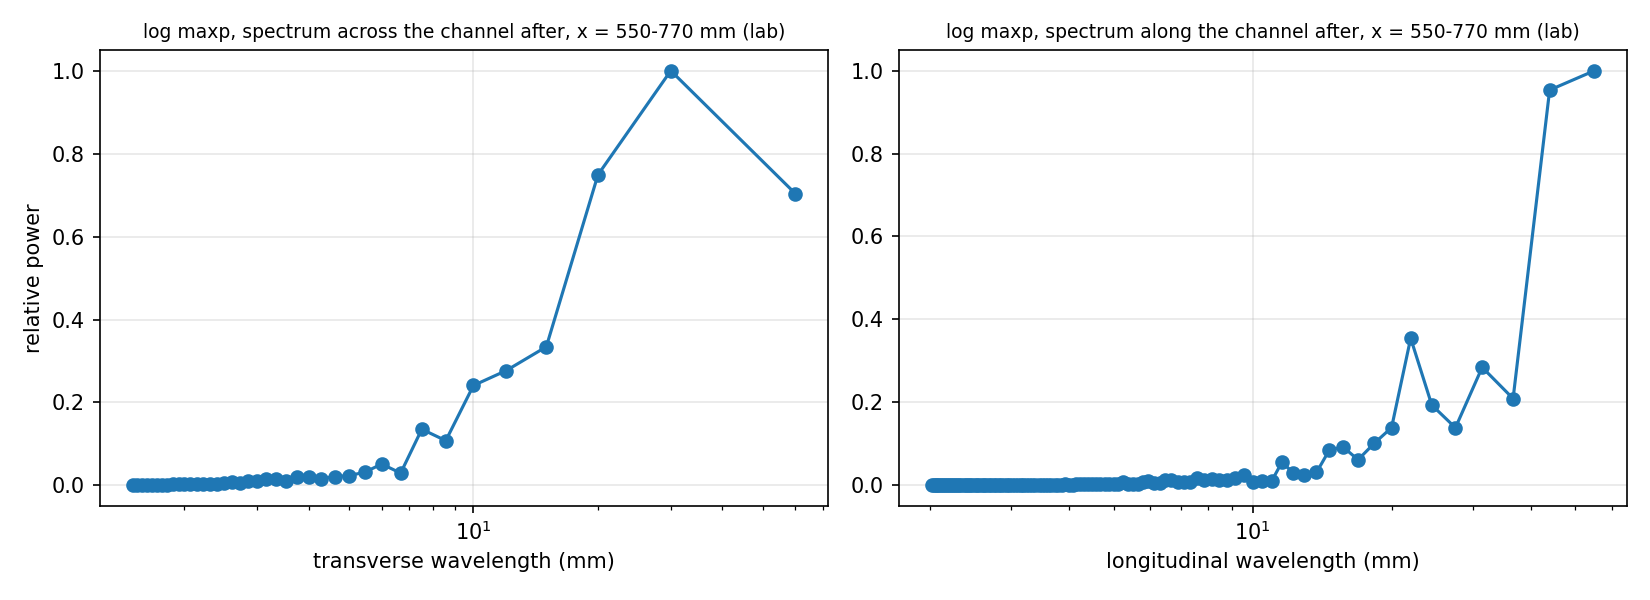 log maxp, spectrum across the channel after, x = 550-770 mm (lab)
relative power
1.0
0.8
0.6
0.4
0.2
0.0
10¹
transverse wavelength (mm)
log maxp, spectrum along the channel after, x = 550-770 mm (lab)
1.0
0.8
0.6
0.4
0.2
0.0
10¹
longitudinal wavelength (mm)